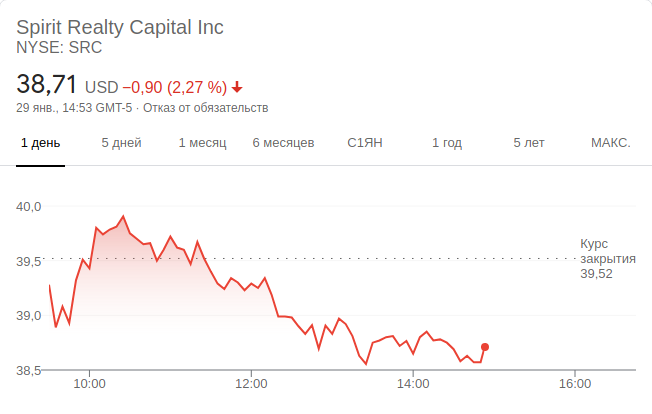 Spirit Realty Capital Inc
NYSE: SRC
38,71 USD −0,90 (2,27 %)
29 янв., 14:53 GMT-5 · Отказ от обязательств
1 день 5 дней 1 месяц 6 месяцев С1ЯН 1 год 5 лет МАКС.
40,0
39,5
39,0
38,5
Курс
закрытия
39,52
10:00 12:00 14:00 16:00